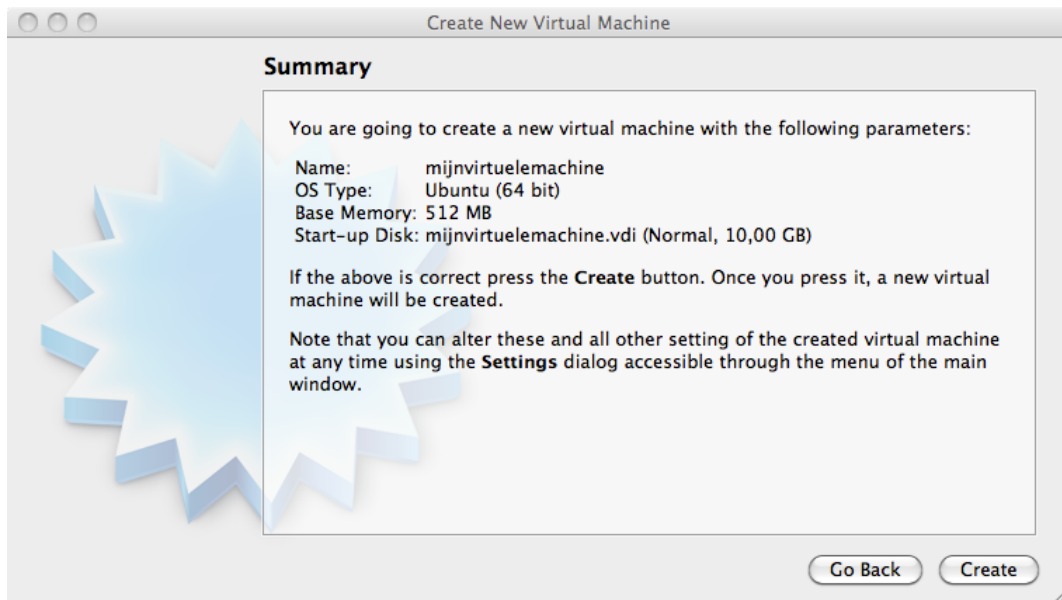 Create New Virtual Machine
Summary
You are going to create a new virtual machine with the following parameters:
Name: mijnvirtuelemachine
OS Type: Ubuntu (64 bit)
Base Memory: 512 MB
Start-up Disk: mijnvirtuelemachine.vdi (Normal, 10,00 GB)
If the above is correct press the Create button. Once you press it, a new virtual
machine will be created.
Note that you can alter these and all other setting of the created virtual machine
at any time using the Settings dialog accessible through the menu of the main
window.
Go Back Create